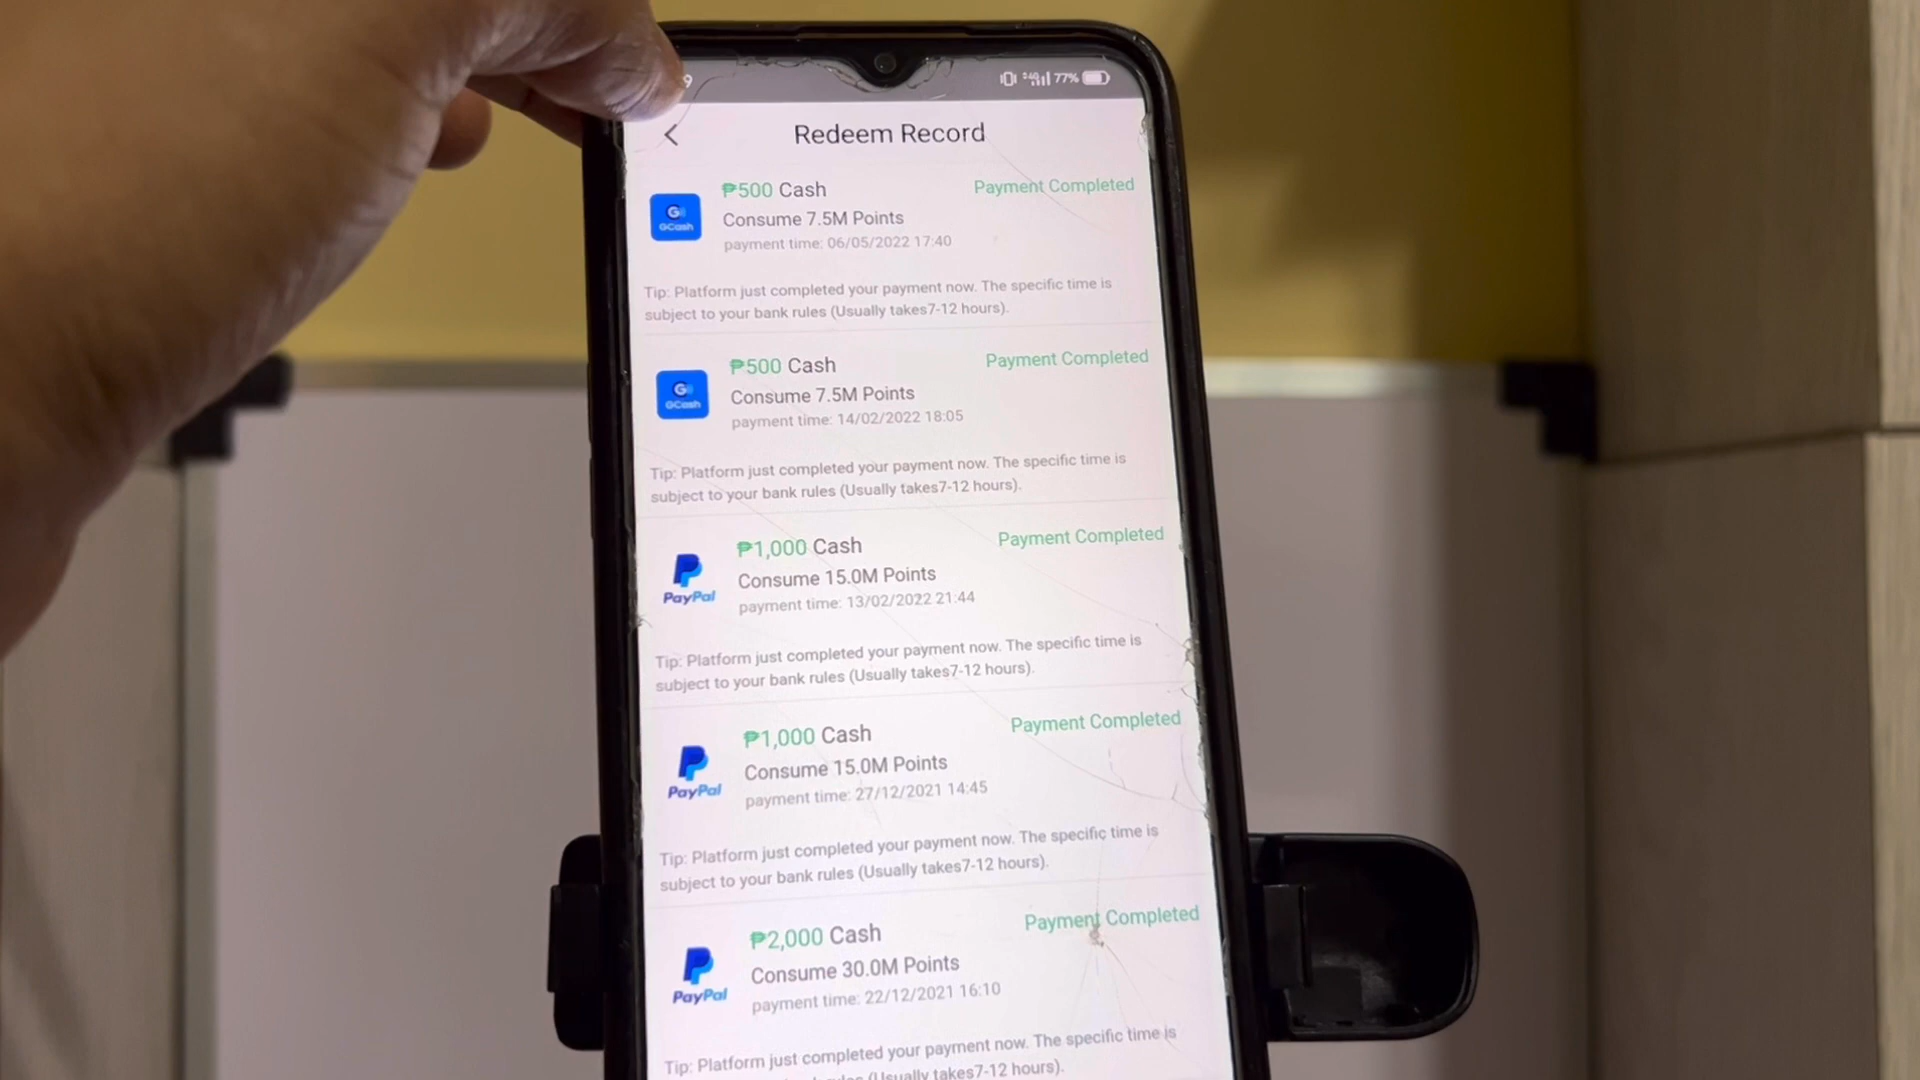 9
77%
Redeem Record
₱500 Cash
Payment Completed
GCash
Consume 7.5M Points
payment time: 06/05/2022 17:40
Tip: Platform just completed your payment now. The specific time is
subject to your bank rules (Usually takes7-12 hours).
₱500 Cash
Payment Completed
GCash
Consume 7.5M Points
payment time: 14/02/2022 18:05
Tip: Platform just completed your payment now. The specific time is
subject to your bank rules (Usually takes7-12 hours).
₱1,000 Cash
Payment Completed
PayPal
Consume 15.0M Points
payment time: 13/02/2022 21:44
Tip: Platform just completed your payment now. The specific time is
subject to your bank rules (Usually takes7-12 hours).
₱1,000 Cash
Payment Completed
PayPal
Consume 15.0M Points
payment time: 27/12/2021 14:45
Tip: Platform just completed your payment now. The specific time is
subject to your bank rules (Usually takes7-12 hours).
₱2,000 Cash
Payment Completed
PayPal
Consume 30.0M Points
payment time: 22/12/2021 16:10
Tip: Platform just completed your payment now. The specific time is
(Usually takes7-12 hours).